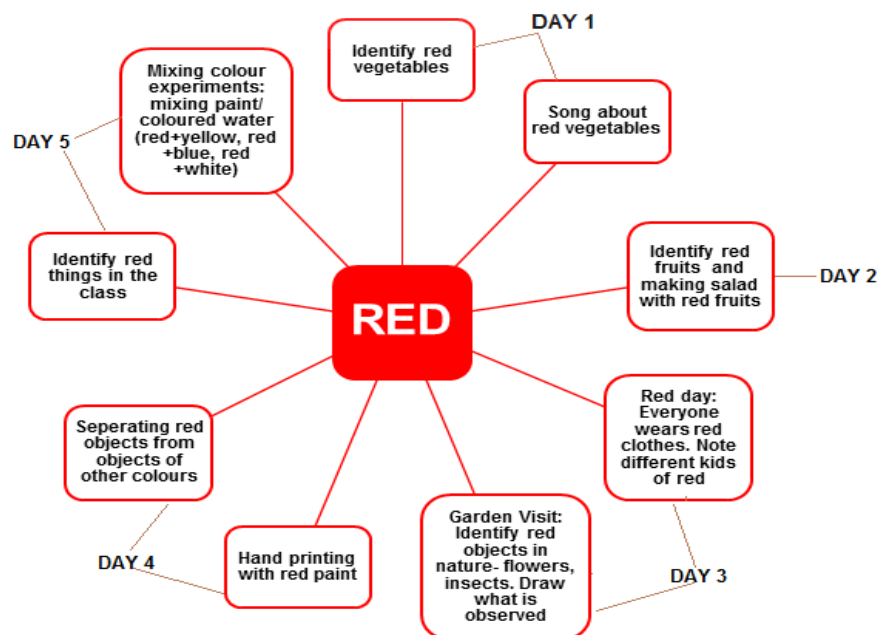 DAY 1
Identify red
vegetables
Song about
red vegetables
Identify red
fruits and
making salad
with red fruits
DAY 2
Red day:
Everyone
wears red
clothes. Note
different kids
of red
DAY 3
Garden Visit:
Identify red
objects in
nature- flowers,
insects. Draw
what is
observed
Hand printing
with red paint
DAY 4
Seperating red
objects from
objects of
other colours
Identify red
things in the
class
DAY 5
Mixing colour
experiments:
mixing paint/
coloured water
(red+yellow, red
+blue, red
+white)
RED